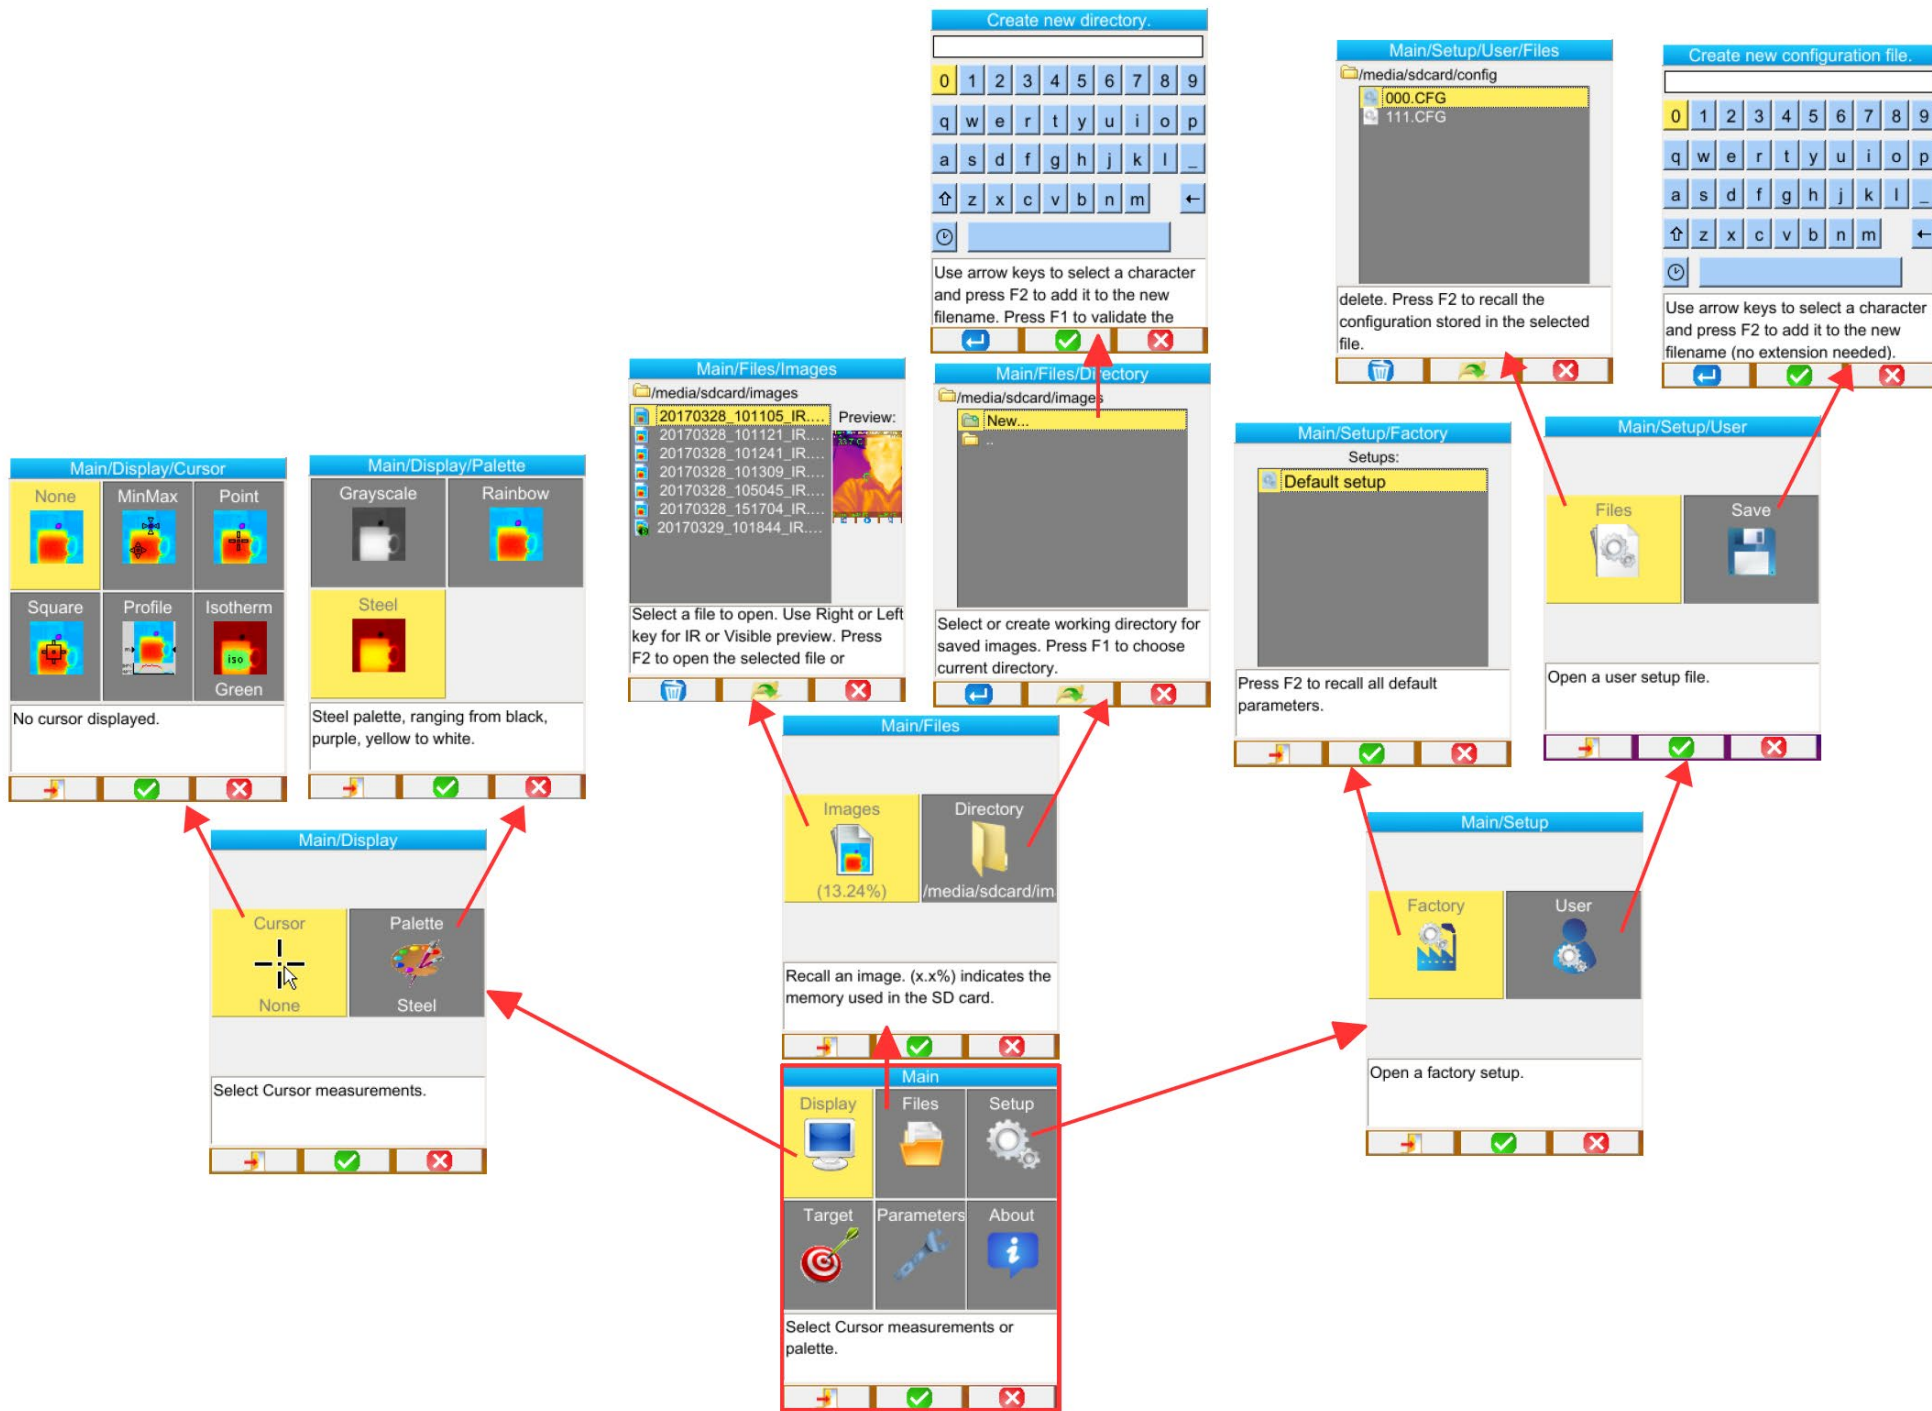 Create new directory.
0 1 2 3 4 5 6 7 8 9
q w e r t y u i o p
a s d f g h j k l _
z x c v b n m
Use arrow keys to select a character
and press F2 to add it to the new
filename. Press F1 to validate the
Main/Setup/User/Files
/media/sdcard/config
000.CFG
111.CFG
delete. Press F2 to recall the
configuration stored in the selected
file.
Create new configuration file.
0 1 2 3 4 5 6 7 8 9
q w e r t y u i o p
a s d f g h j k l _
z x c v b n m
Use arrow keys to select a character
and press F2 to add it to the new
filename (no extension needed).
Main/Files/Images
/media/sdcard/images
20170328_101105_IR....
20170328_101121_IR....
20170328_101241_IR....
20170328_101309_IR....
20170328_105045_IR....
20170328_151704_IR....
20170329_101844_IR....
Preview:
Select a file to open. Use Right or Left
key for IR or Visible preview. Press
F2 to open the selected file or
Main/Files/Directory
/media/sdcard/images
New...
..
Select or create working directory for
saved images. Press F1 to choose
current directory.
Main/Setup/Factory
Setups:
Default setup
Press F2 to recall all default
parameters.
Main/Setup/User
Files Save
Open a user setup file.
Main/Display/Cursor
None MinMax Point
Square Profile Isotherm
iso
Green
No cursor displayed.
Main/Display/Palette
Grayscale Rainbow
Steel
Steel palette, ranging from black,
purple, yellow to white.
Main/Files
Images Directory
(13.24%) /media/sdcard/im
Recall an image. (x.x%) indicates the
memory used in the SD card.
Main/Display
Cursor Palette
None Steel
Select Cursor measurements.
Main/Setup
Factory User
Open a factory setup.
Main
Display Files Setup
Target Parameters About
Select Cursor measurements or
palette.